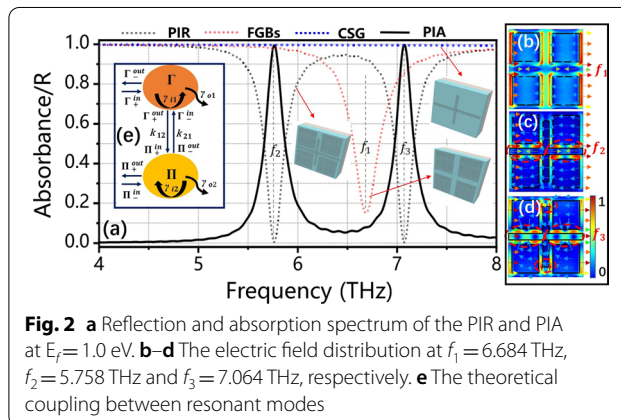 PIR FGBs CSG PIA
Absorbance/R
1.0
0.8
0.6
0.4
0.2
0.0
(e)
Γ
Π
f₂
f₁
f₃
(a)
4 5 6 7 8
Frequency (THz)
(b)
f₁
(c)
f₂
(d)
f₃
1
0
Fig. 2 a Reflection and absorption spectrum of the PIR and PIA
at E_f = 1.0 eV. b–d The electric field distribution at f₁ = 6.684 THz,
f₂ = 5.758 THz and f₃ = 7.064 THz, respectively. e The theoretical
coupling between resonant modes